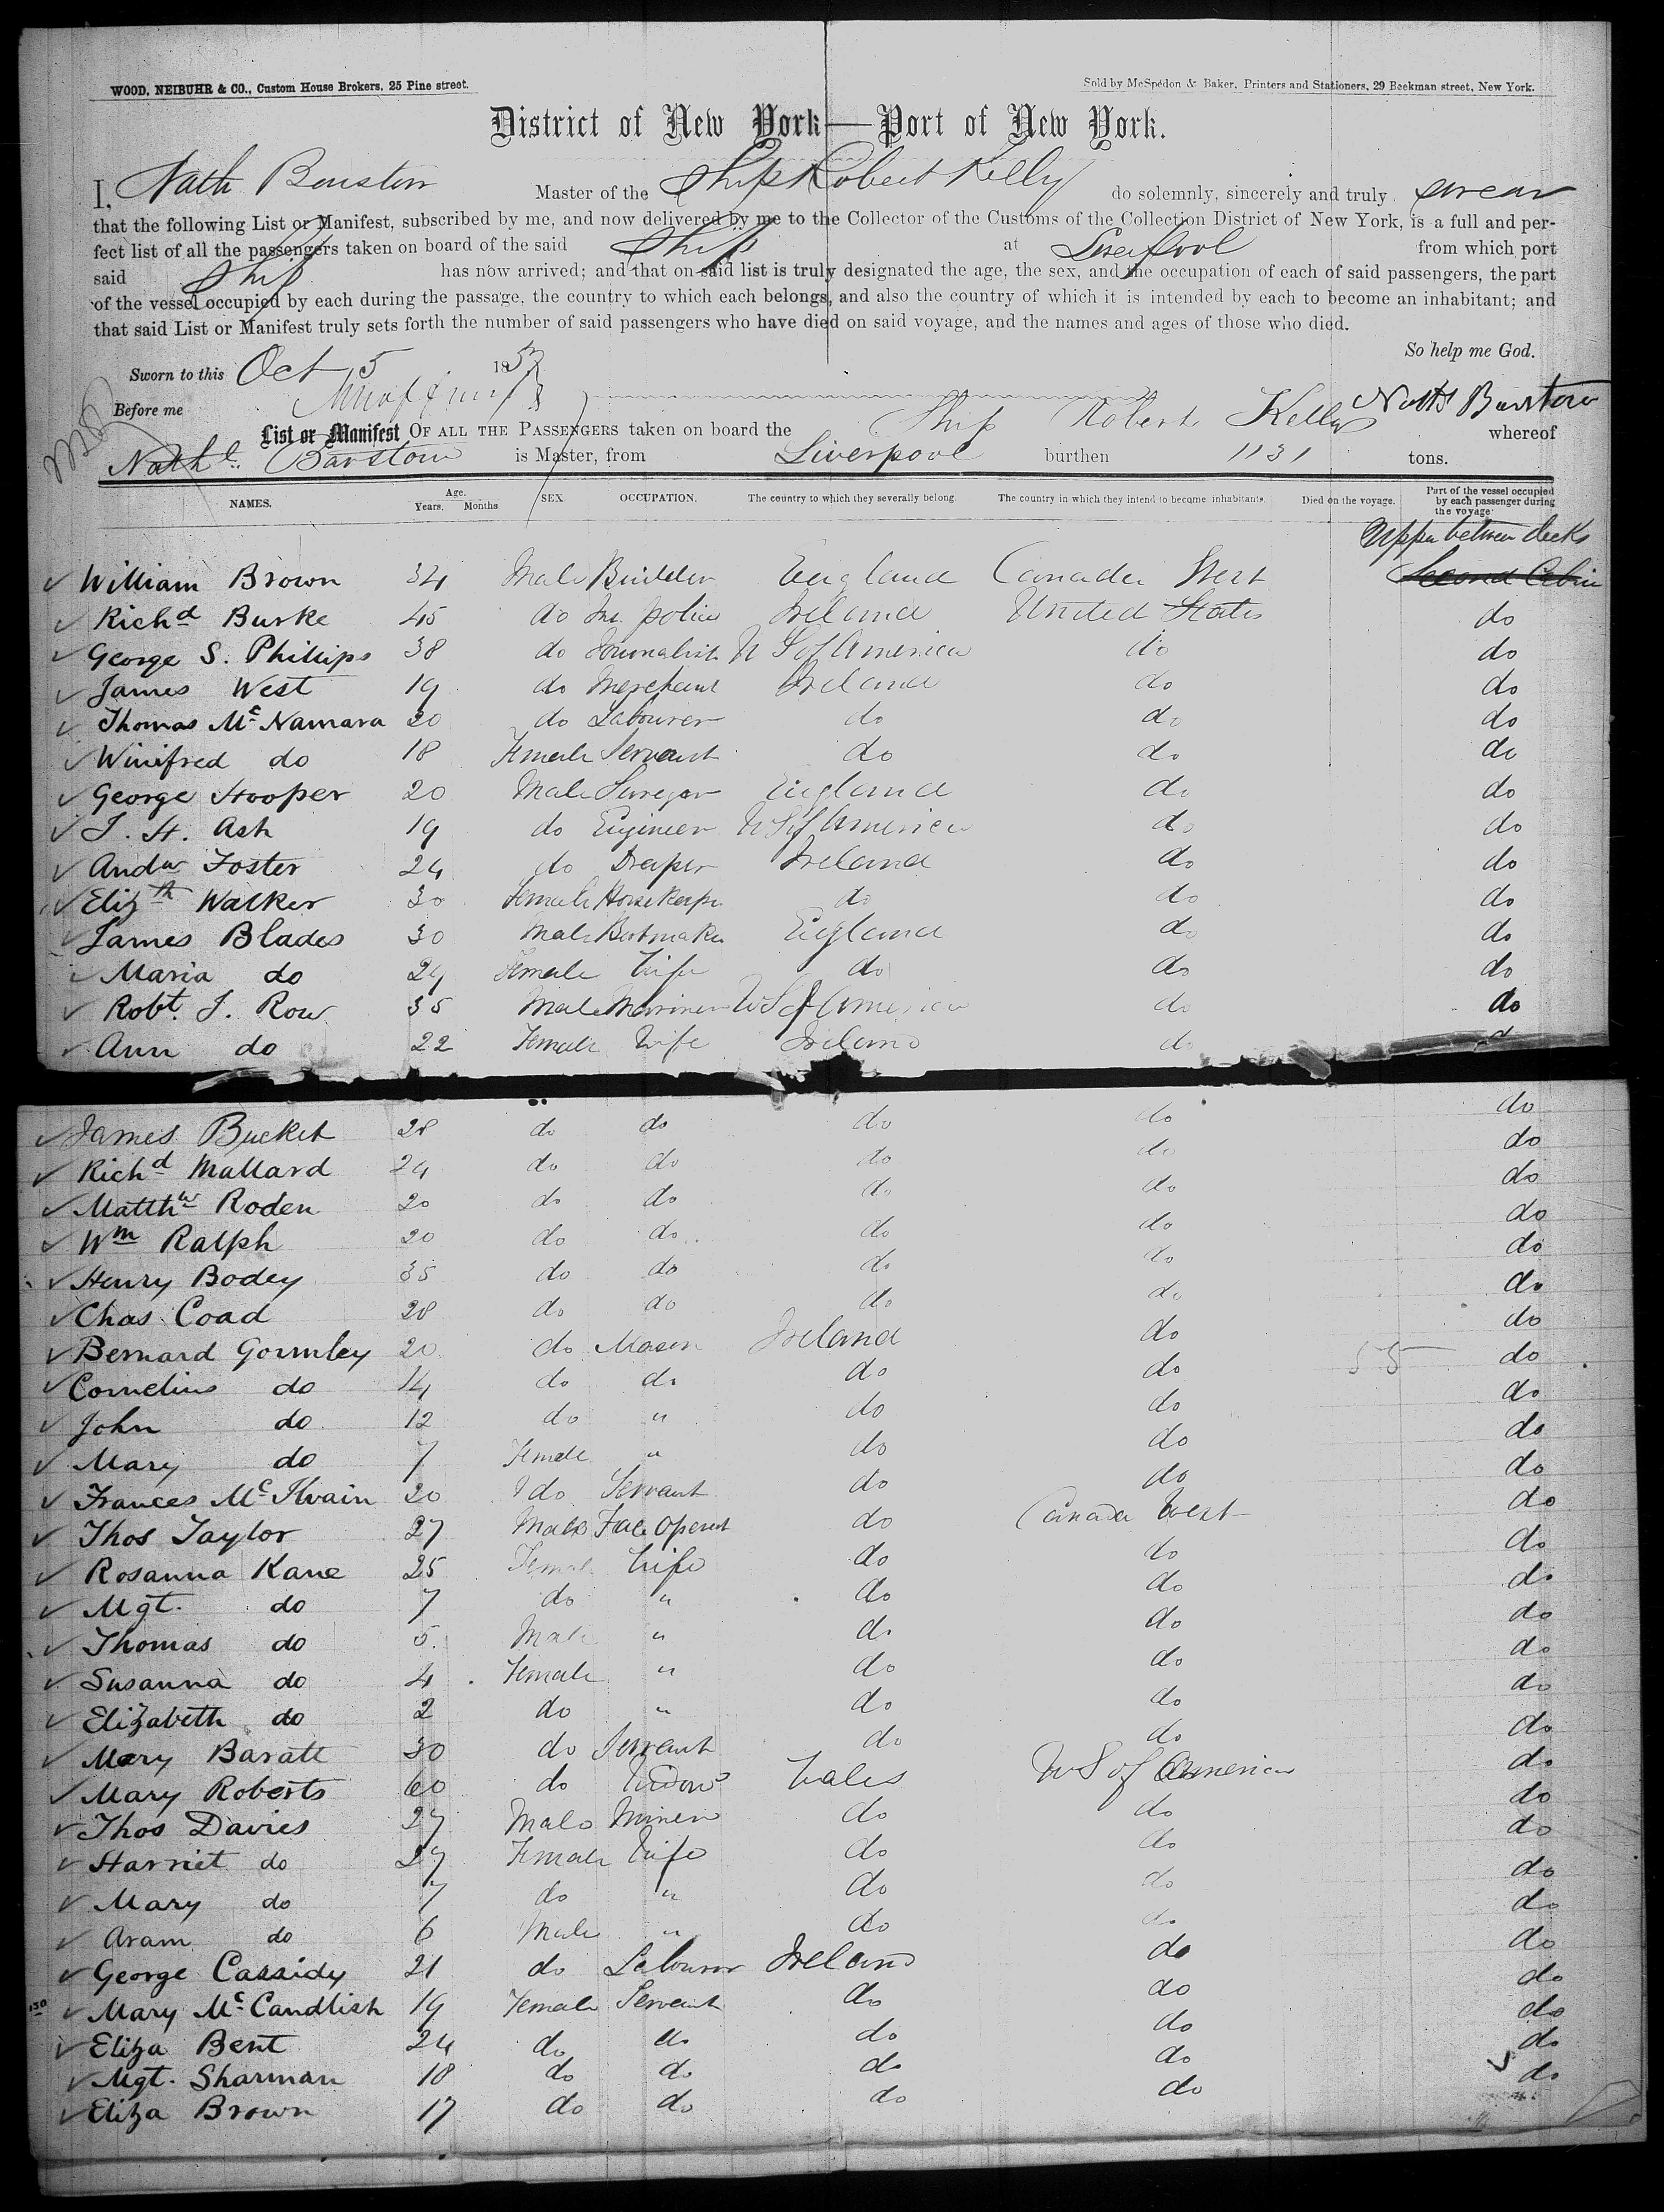 WOOD, NEIBUHR & CO., Custom House Brokers, 25 Pine street.
Sold by McSpedon & Baker, Printers and Stationers, 29 Beekman street, New York.
District of New York—Port of New York.
I, Nath Barstow Master of the Ship Robert Kelly do solemnly, sincerely and truly swear
that the following List or Manifest, subscribed by me, and now delivered by me to the Collector of the Customs of the Collection District of New York, is a full and per-
fect list of all the passengers taken on board of the said Ship at Liverpool from which port
said Ship has now arrived; and that on said list is truly designated the age, the sex, and the occupation of each of said passengers, the part
of the vessel occupied by each during the passage, the country to which each belongs, and also the country of which it is intended by each to become an inhabitant; and
that said List or Manifest truly sets forth the number of said passengers who have died on said voyage, and the names and ages of those who died.
So help me God.
Sworn to this Oct 5 185
Before me
Nath Barstow
List or Manifest OF ALL THE PASSENGERS taken on board the Ship Robert Kelly whereof
Nathl. Barstow is Master, from Liverpool burthen 1131 tons.
NAMES. Age. Years. Months SEX. OCCUPATION. The country to which they severally belong. The country in which they intend to become inhabitants. Died on the voyage. Part of the vessel occupied by each passenger during the voyage
Upper between decks
William Brown 34 Male Builder England Canada West Second Cabin
Richd Burke 45 do police Ireland United States do
George S. Phillips 38 do Journalist U S of America do do
James West 19 do Merchant Ireland do do
Thomas Mc Namara 20 do Labourer do do do
Winifred do 18 Female Servant do do do
George Hooper 20 Male England do do
J. H. Ash 19 do Engineer U S of America do do
Andw Foster 24 do Draper Ireland do do
Elizth Walker 30 Female Housekeeper do do do
James Blades 30 Male Bootmaker England do do
Maria do 29 Female Wife do do do
Robt. J. Row 35 Male Mariner U S of America do do
Ann do 22 Female Wife Ireland do do
James Bucket 28 do do do do do
Richd Mallard 24 do do do do do
Matthw Roden 20 do do do do do
Wm Ralph 20 do do do do do
Henry Bodey 35 do do do do do
Chas Coad 28 do do do do do
Bernard Gormley 20 do Mason Ireland do do
Cornelius do 14 do do do do do
John do 12 do " do do do
Mary do 7 Female " do do do
Frances Mc Ilvain 20 do Servant do do do
Thos Taylor 27 Male do Canada West do
Rosanna Kane 25 Female Wife do do do
Mgt. do 7 do " do do do
Thomas do 5 Male " do do do
Susanna do 4 Female " do do do
Elizabeth do 2 do " do do do
Mary Baratt 30 do Servant do do do
Mary Roberts 60 do Widow Wales U S of America do
Thos Davies 27 Male Miner do do do
Harriet do 27 Female Wife do do do
Mary do 7 do " do do do
Aram do 6 Male " do do do
George Cassidy 21 do Labourer Ireland do do
Mary Mc Candlish 19 Female Servant do do do
Eliza Bent 24 do do do do do
Mgt. Sharman 18 do do do do do
Eliza Brown 17 do do do do do